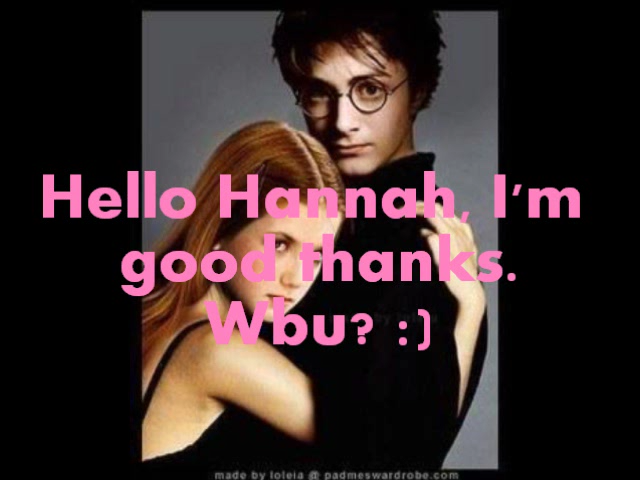 Hello Hannah, I'm
good thanks.
Wbu? :)
made by loleia @ padmeswardrobe.com